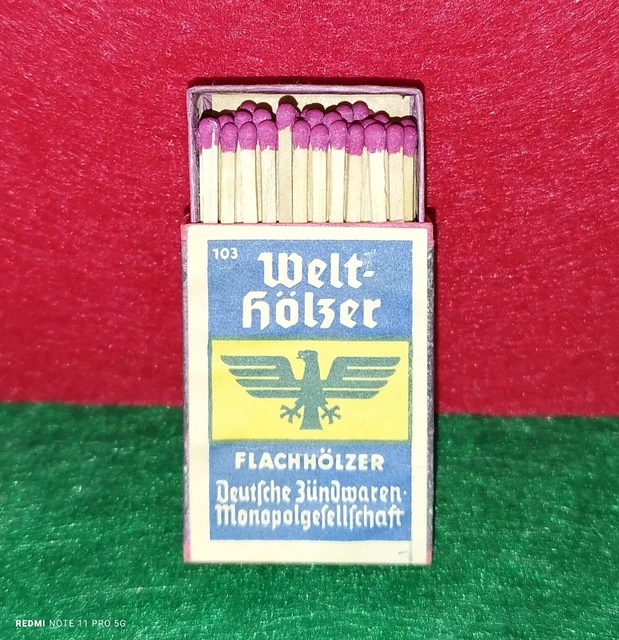 103
Welt-
Hölzer
FLACHHÖLZER
Deutſche Zündwaren-
Monopolgeſellſchaft
REDMI NOTE 11 PRO 5G